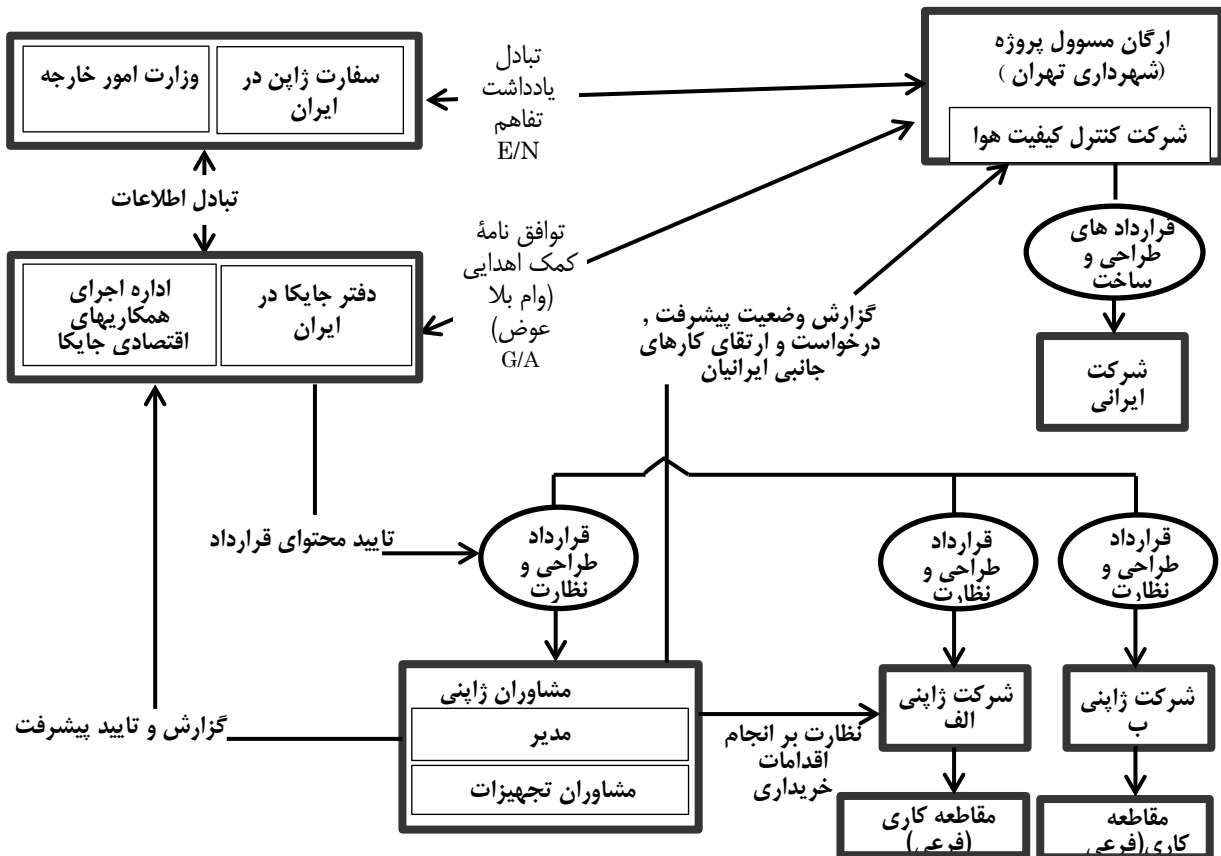 ارگان مسوول پروژه
(شهرداری تهران )
شرکت کنترل کیفیت هوا
تبادل
یادداشت
تفاهم
E/N
سفارت ژاپن در
ایران
وزارت امور خارجه
تبادل اطلاعات
قرارداد های
طراحی و
ساخت
توافق نامۀ
کمک اهدایی
(وام بلا
عوض)
G/A
دفتر جایکا در
ایران
اداره اجرای
همکاریهای
اقتصادی جایکا
گزارش وضعیت پیشرفت ,
درخواست و ارتقای کارهای
جانبی ایرانیان
شرکت
ایرانی
قرارداد
طراحی و
نظارت
قرارداد
طراحی و
نظارت
قرارداد
طراحی و
نظارت
تایید محتوای قرارداد
شرکت ژاپنی
ب
شرکت ژاپنی
الف
مشاوران ژاپنی
مدیر
مشاوران تجهیزات
نظارت بر انجام
اقدامات
خریداری
گزارش و تایید پیشرفت
مقاطعه
کاری(فرعی
مقاطعه کاری
(فرعی)